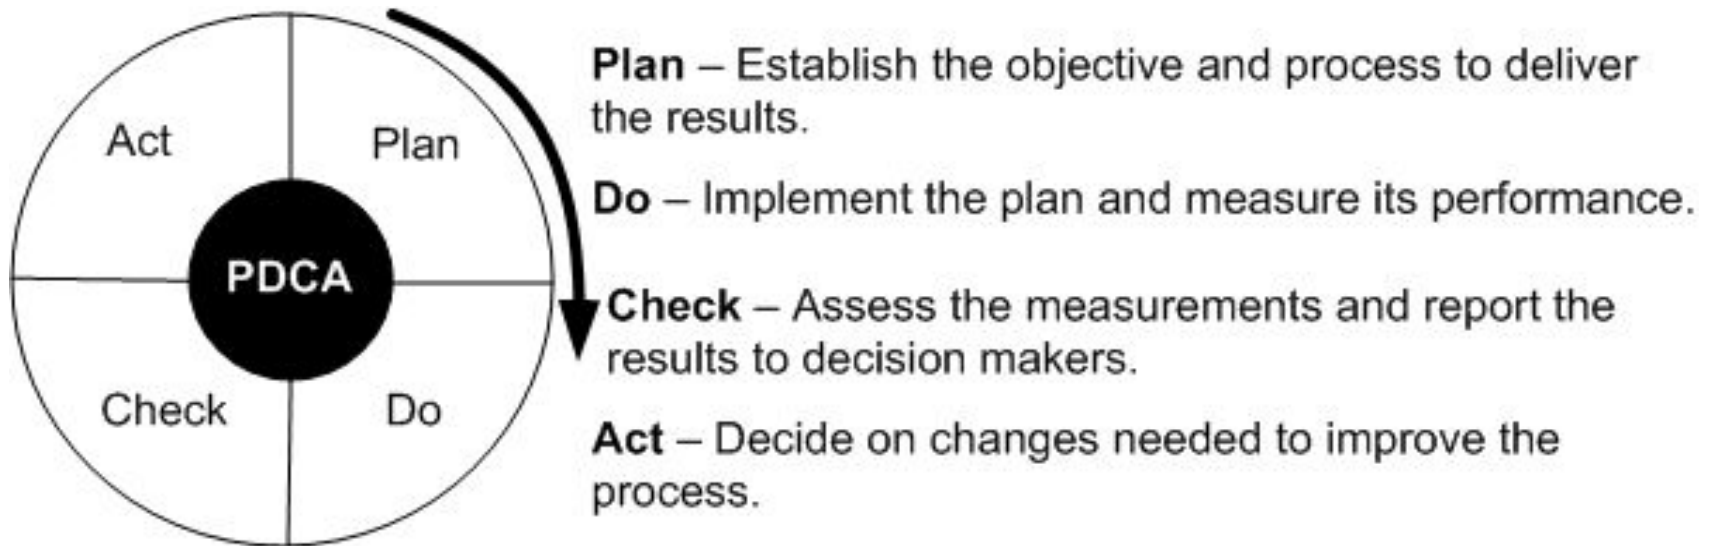 Act
Plan
PDCA
Check
Do
Plan – Establish the objective and process to deliver
the results.
Do – Implement the plan and measure its performance.
Check – Assess the measurements and report the
results to decision makers.
Act – Decide on changes needed to improve the
process.